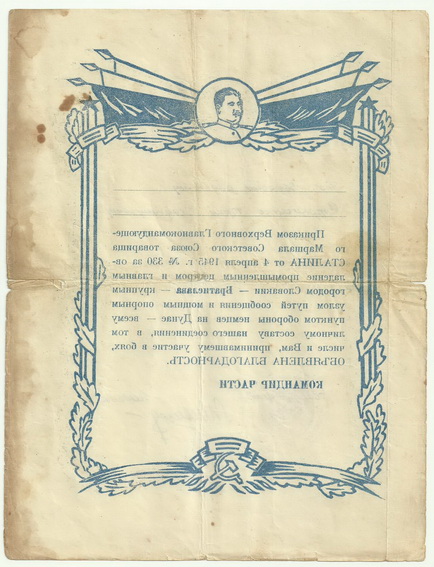 Приказом Верховного Главнокомандующе-
го Маршала Советского Союза товарища
СТАЛИНА от 4 апреля 1945 г. № 330 за ов-
ладение промышленным центром и главным
городом Словакии — Братислава — крупным
узлом путей сообщения и мощным опорным
пунктом обороны немцев на Дунае — всему
личному составу нашего соединения, в том
числе и Вам, принимавшему участие в боях,
ОБЪЯВЛЕНА БЛАГОДАРНОСТЬ.
КОМАНДИР ЧАСТИ